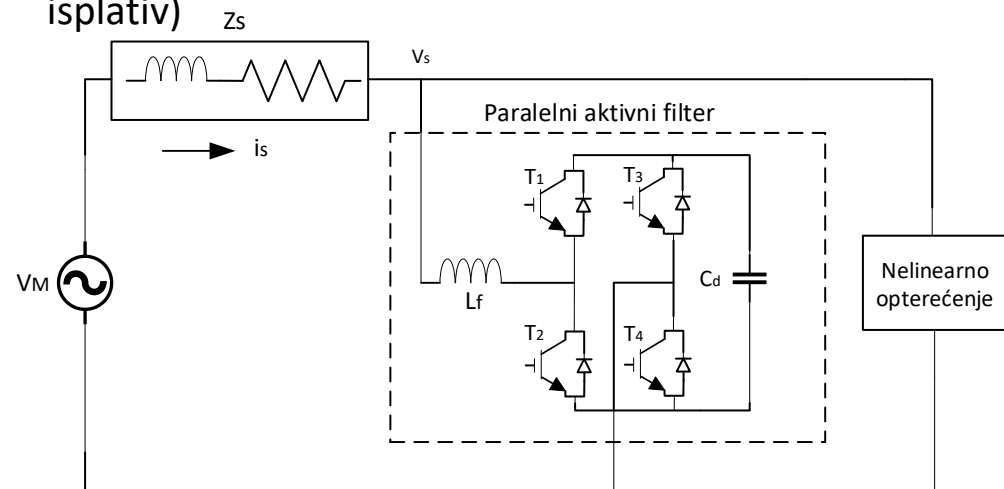 isplativ)
Zs
Vs
Paralelni aktivni filter
is
T1
T3
VM
Lf
Cd
Nelinearno
opterećenje
T2
T4